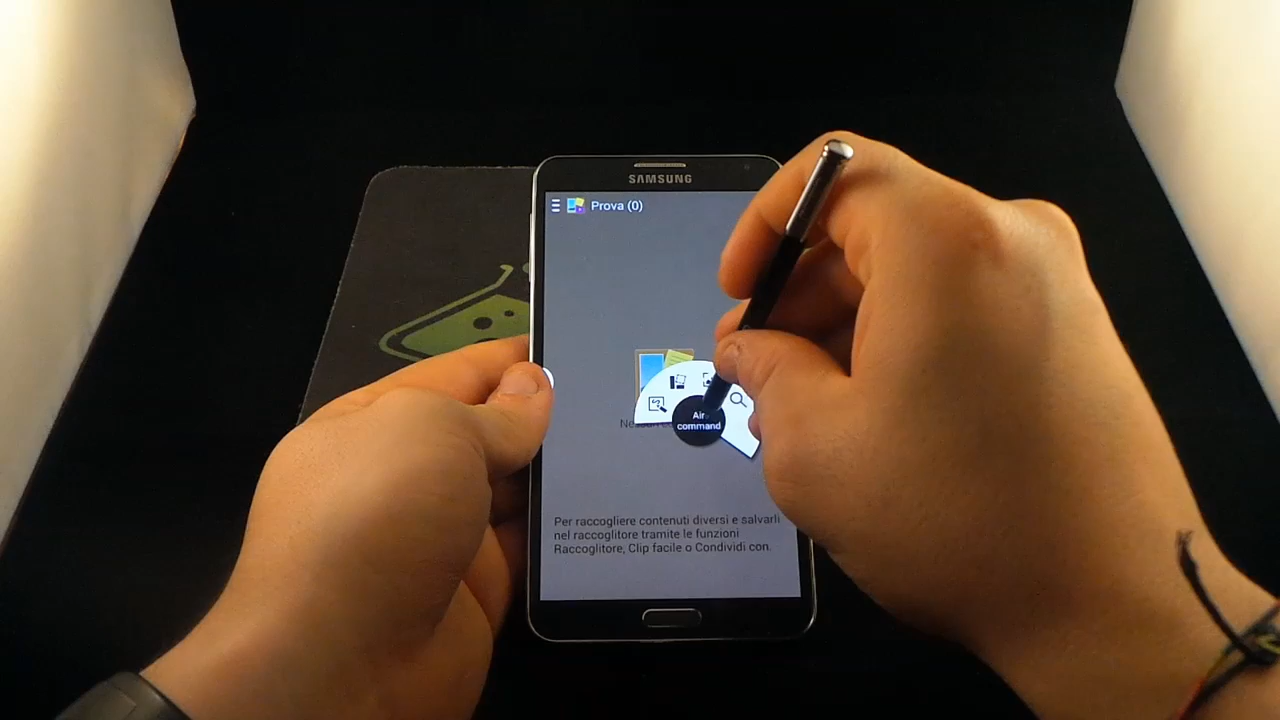 SAMSUNG
Prova (0)
Air
command
Per raccogliere contenuti diversi e salvarli
nel raccoglitore tramite le funzioni
Raccoglitore, Clip facile o Condividi con.